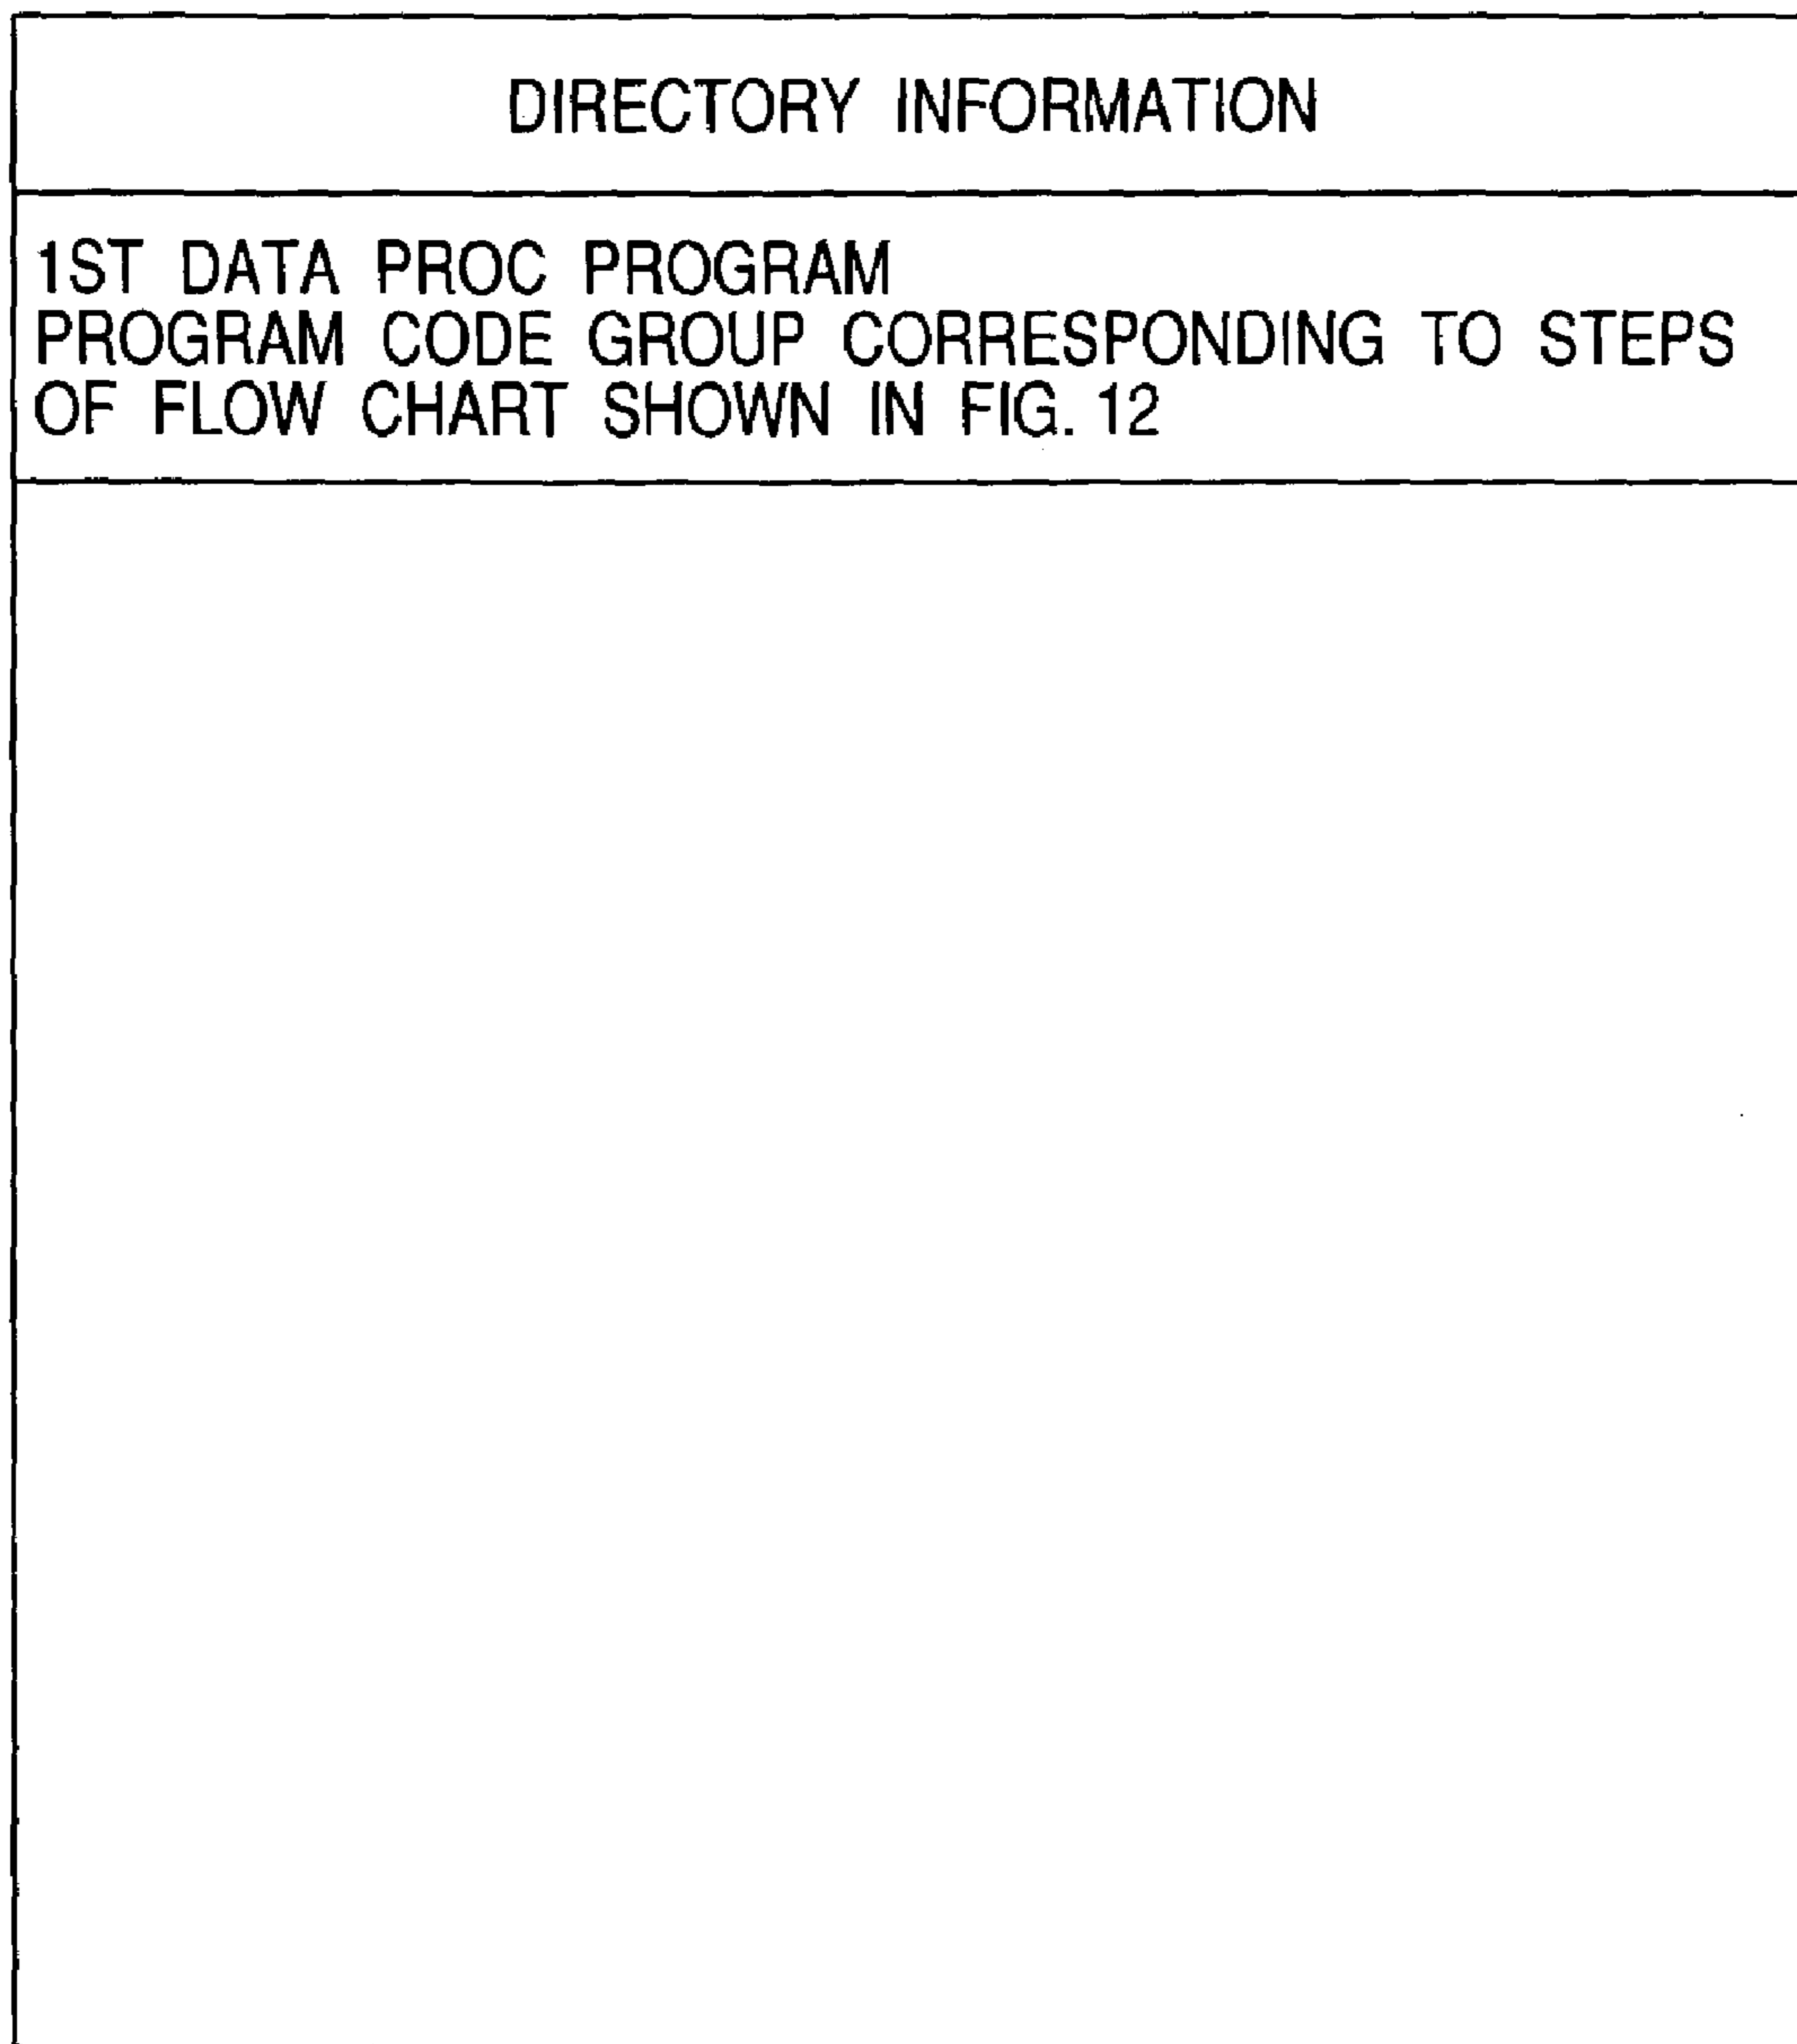 DIRECTORY INFORMATION
1ST DATA PROC PROGRAM
PROGRAM CODE GROUP CORRESPONDING TO STEPS
OF FLOW CHART SHOWN IN FIG. 12